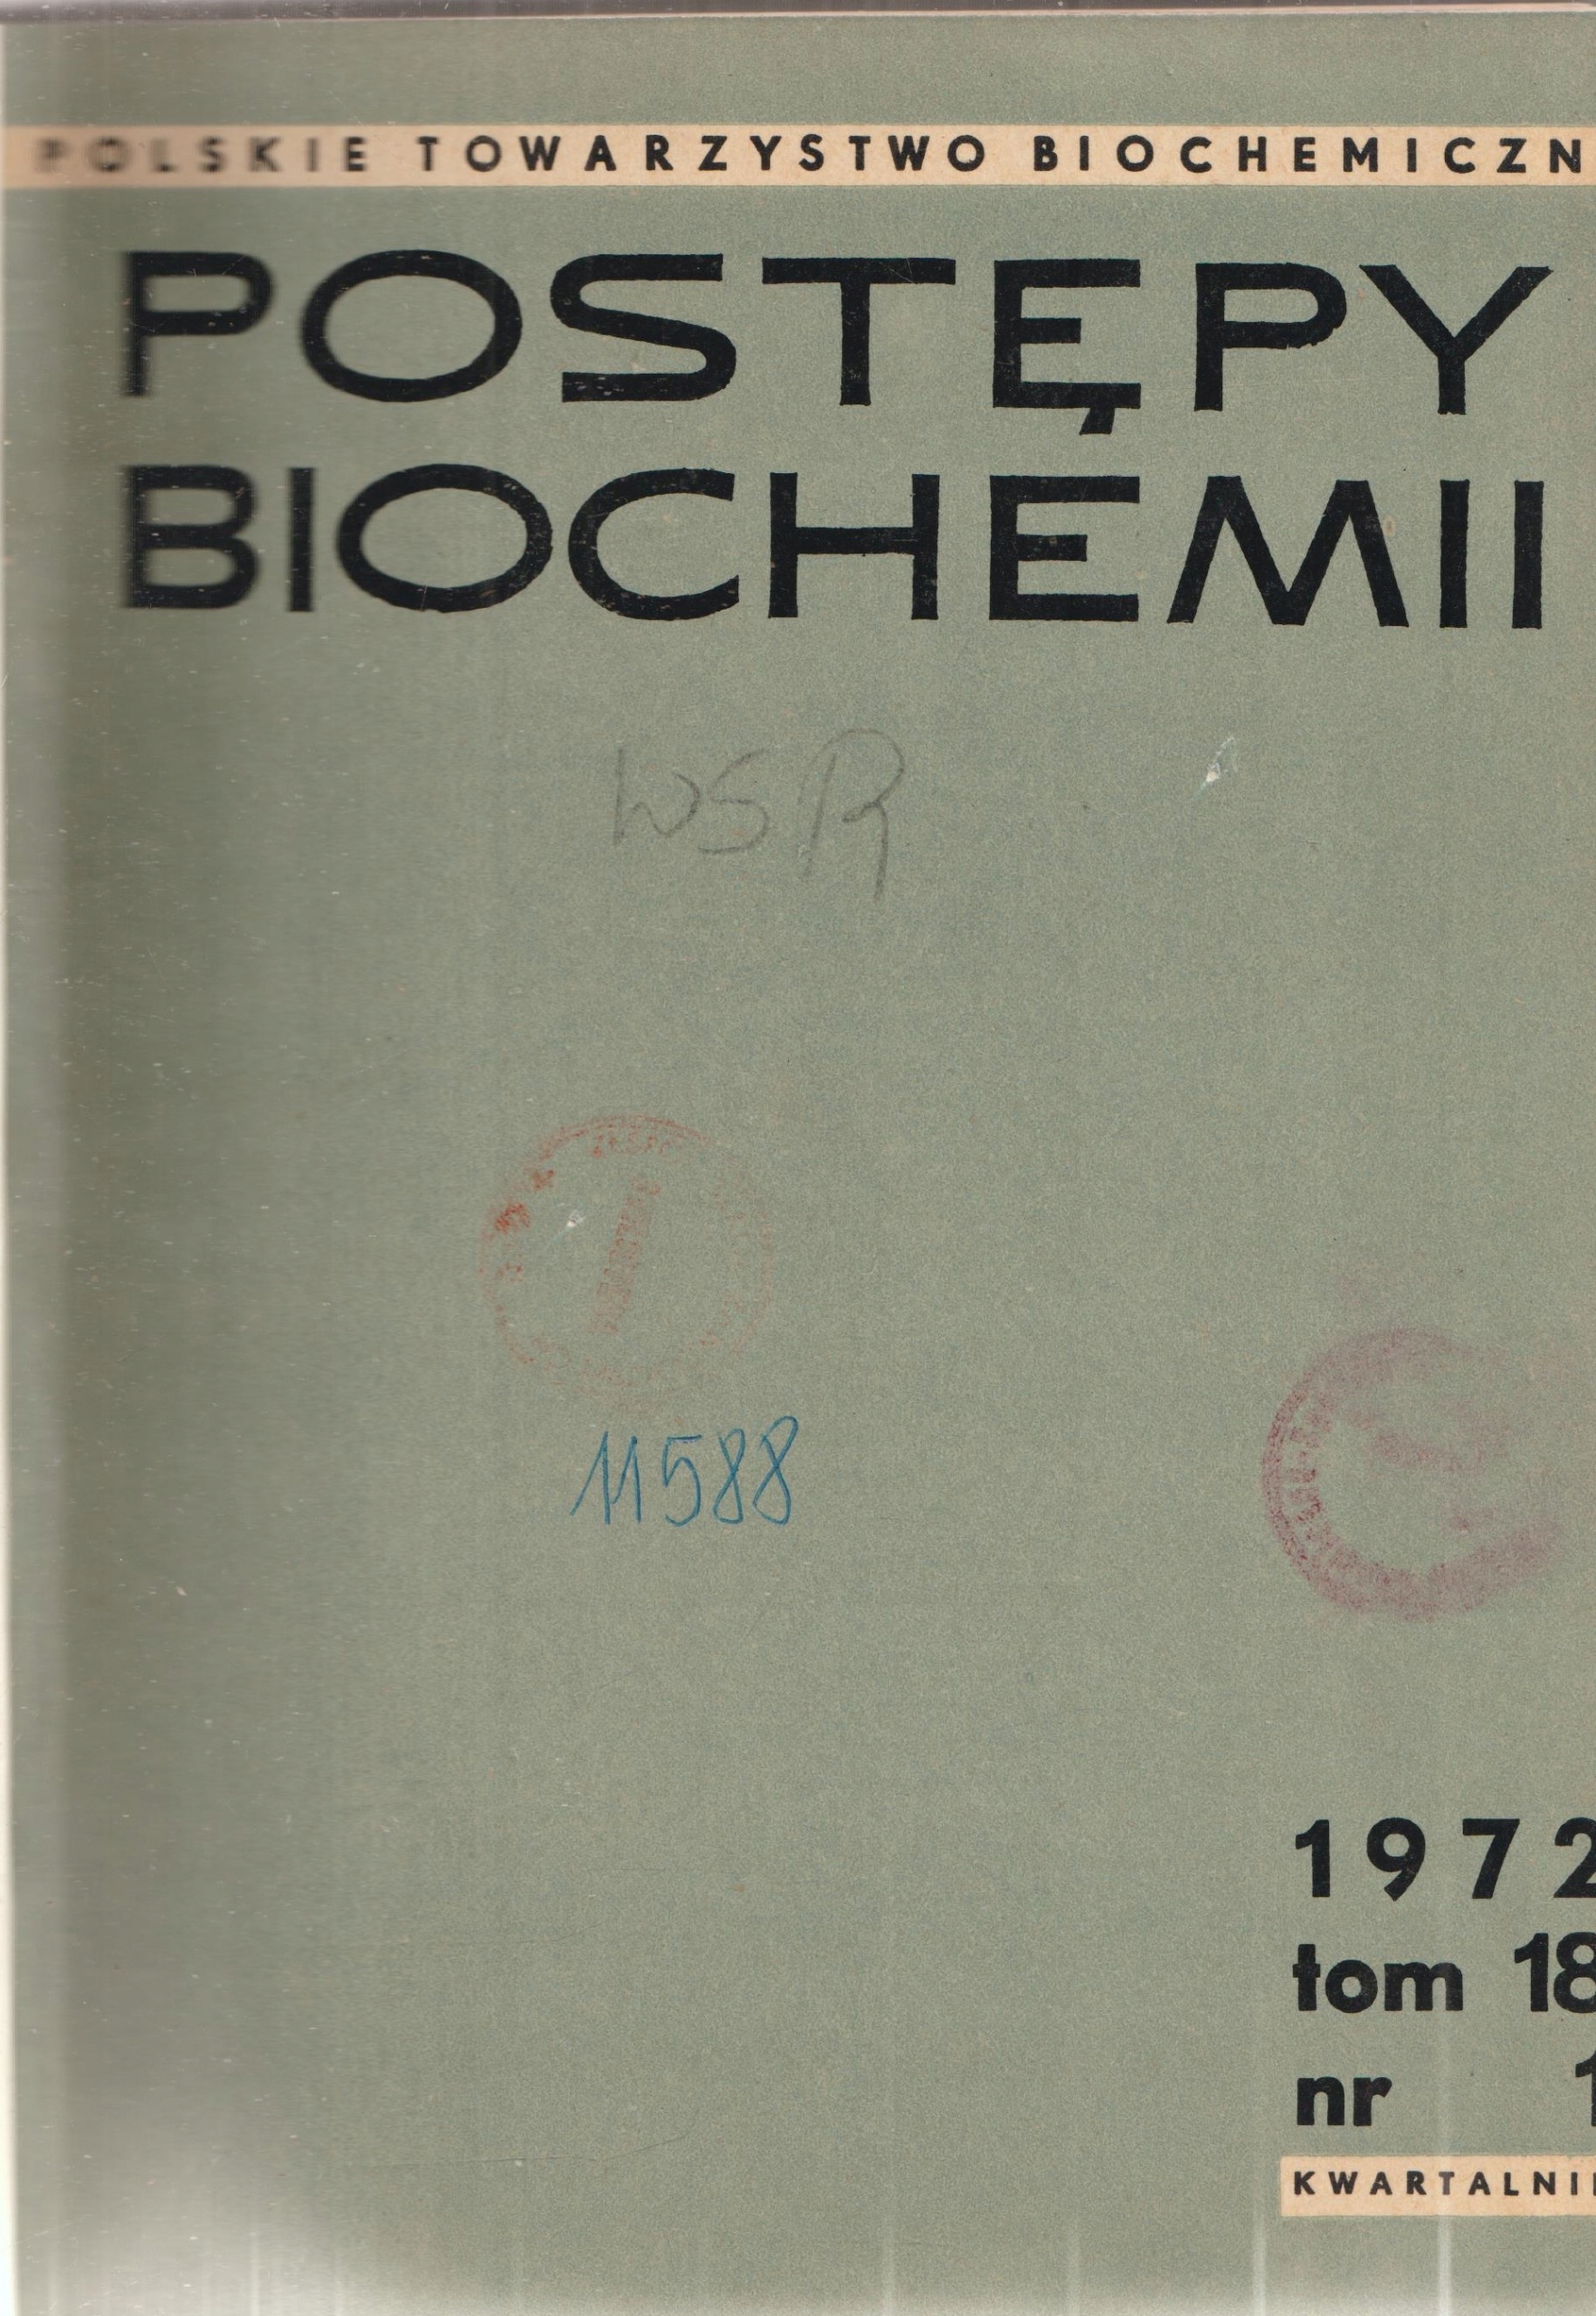 POLSKIE TOWARZYSTWO BIOCHEMICZN
POSTĘPY
BIOCHEMII
WSR
11588
1972
tom 18
nr 1
KWARTALNI